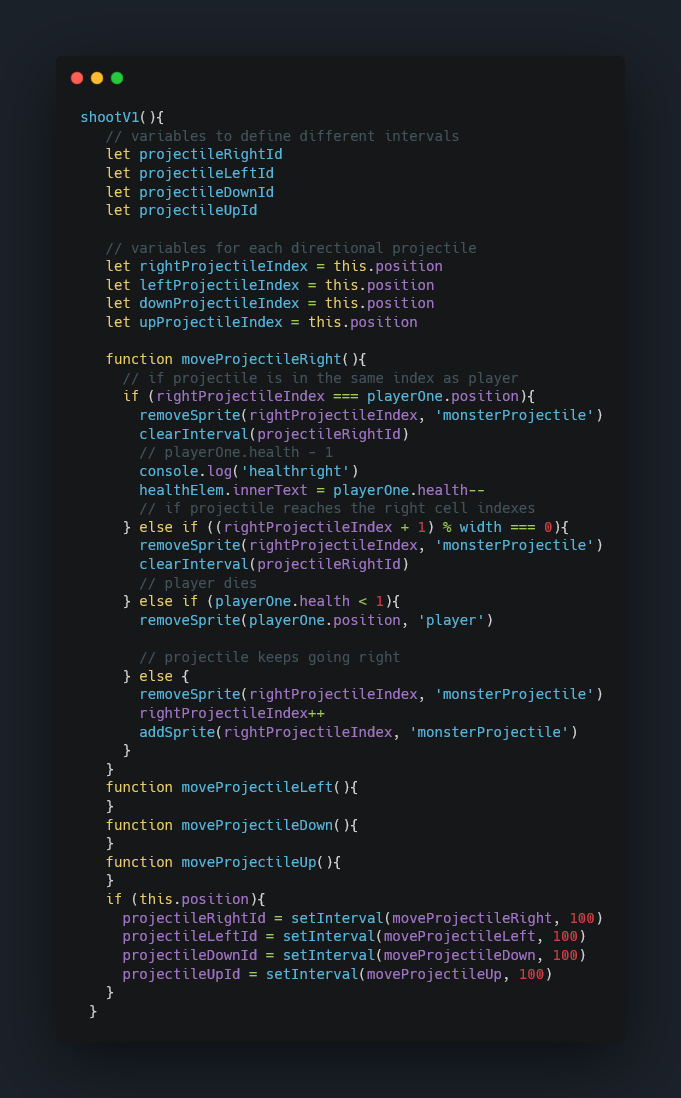 shootV1(){
   // variables to define different intervals
   let projectileRightId
   let projectileLeftId
   let projectileDownId
   let projectileUpId

   // variables for each directional projectile
   let rightProjectileIndex = this.position
   let leftProjectileIndex = this.position
   let downProjectileIndex = this.position
   let upProjectileIndex = this.position

   function moveProjectileRight(){
     // if projectile is in the same index as player
     if (rightProjectileIndex === playerOne.position){
       removeSprite(rightProjectileIndex, 'monsterProjectile')
       clearInterval(projectileRightId)
       // playerOne.health - 1
       console.log('healthright')
       healthElem.innerText = playerOne.health--
       // if projectile reaches the right cell indexes
     } else if ((rightProjectileIndex + 1) % width === 0){
       removeSprite(rightProjectileIndex, 'monsterProjectile')
       clearInterval(projectileRightId)
       // player dies
     } else if (playerOne.health < 1){
       removeSprite(playerOne.position, 'player')

       // projectile keeps going right
     } else {
       removeSprite(rightProjectileIndex, 'monsterProjectile')
       rightProjectileIndex++
       addSprite(rightProjectileIndex, 'monsterProjectile')
     }
   }
   function moveProjectileLeft(){
   }
   function moveProjectileDown(){
   }
   function moveProjectileUp(){
   }
   if (this.position){
     projectileRightId = setInterval(moveProjectileRight, 100)
     projectileLeftId = setInterval(moveProjectileLeft, 100)
     projectileDownId = setInterval(moveProjectileDown, 100)
     projectileUpId = setInterval(moveProjectileUp, 100)
   }
 }